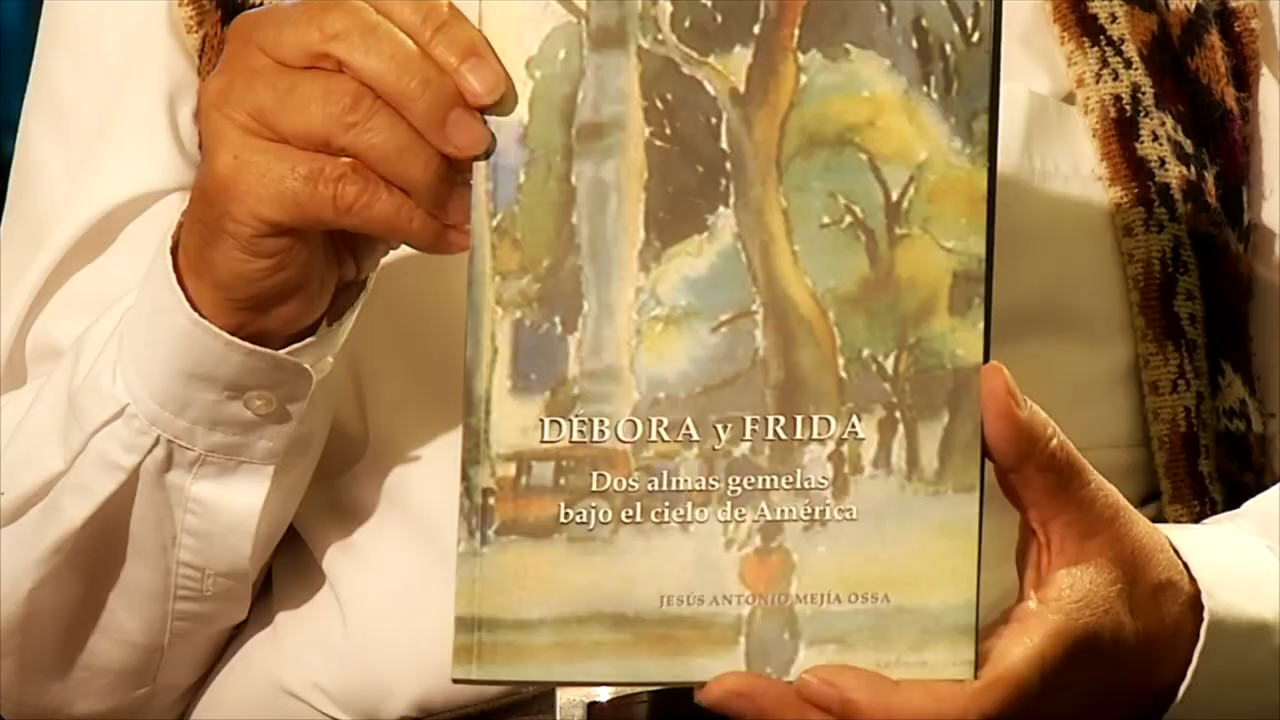 DÉBORA y FRIDA
Dos almas gemelas
bajo el cielo de América
JESÚS ANTONIO MEJÍA OSSA